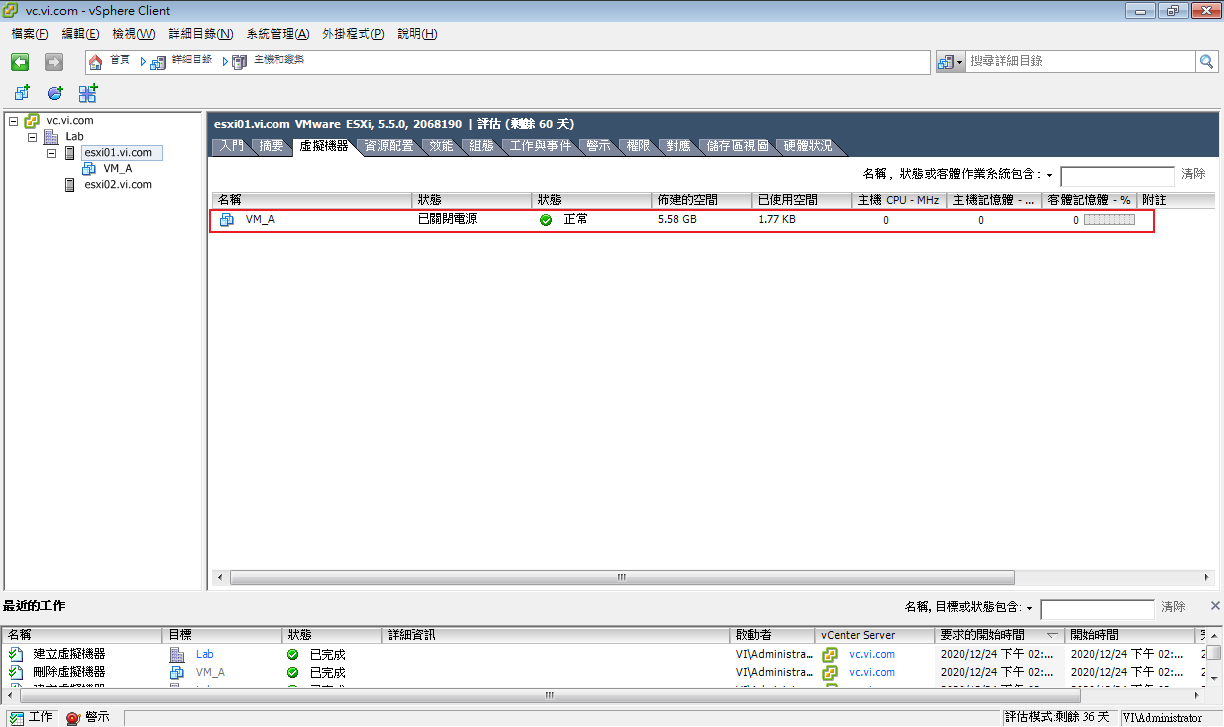 vc.vi.com - vSphere Client
檔案(F) 編輯(E) 檢視(W) 詳細目錄(N) 系統管理(A) 外掛程式(P) 說明(H)
首頁 詳細目錄 主機和叢集 搜尋詳細目錄
vc.vi.com
Lab
esxi01.vi.com
VM_A
esxi02.vi.com
esxi01.vi.com VMware ESXi, 5.5.0, 2068190 | 評估 (剩餘 60 天)
入門 摘要 虛擬機器 資源配置 效能 組態 工作與事件 警示 權限 對應 儲存區視圖 硬體狀況
名稱, 狀態或客體作業系統包含: 清除
名稱 狀態 狀態 佈建的空間 已使用空間 主機 CPU - MHz 主機記憶體 - ... 客體記憶體 - % 附註
VM_A 已關閉電源 正常 5.58 GB 1.77 KB 0 0 0
最近的工作 名稱, 目標或狀態包含: 清除
名稱 目標 狀態 詳細資訊 啟動者 vCenter Server 要求的開始時間 開始時間
建立虛擬機器 Lab 已完成 VI\Administra... vc.vi.com 2020/12/24 下午 02:... 2020/12/24 下午 02:...
刪除虛擬機器 VM_A 已完成 VI\Administra... vc.vi.com 2020/12/24 下午 02:... 2020/12/24 下午 02:...
工作 警示 評估模式:剩餘 36 天 VI\Administrator